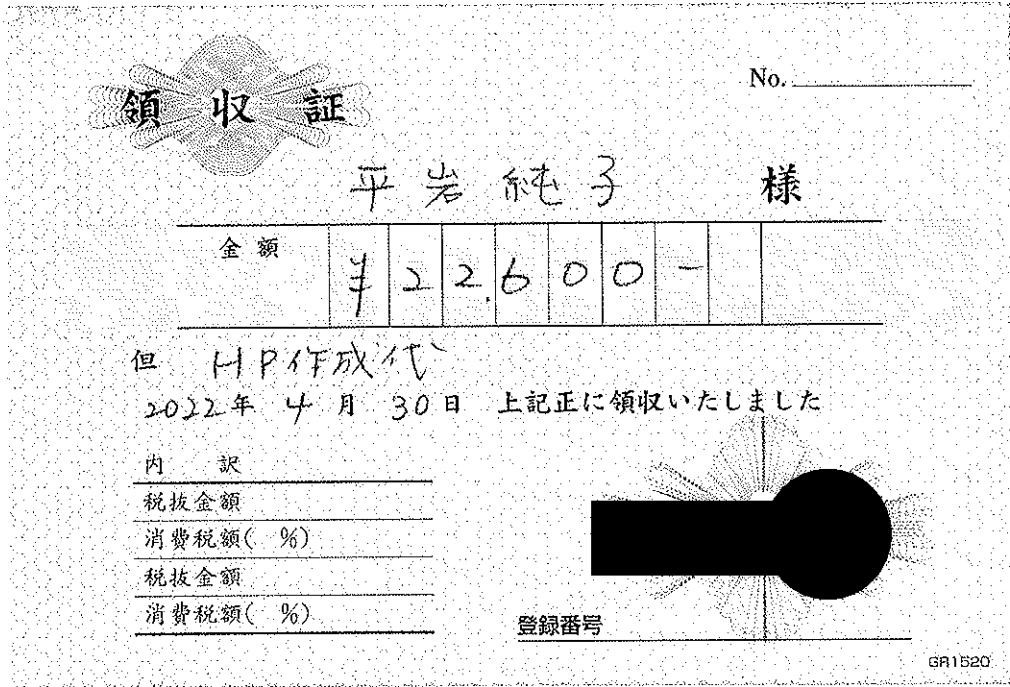 No.
領収証
平岩純子 様
金額 ¥22,600-
但 HP作成代
2022年 4月 30日 上記正に領収いたしました
内 訳
税抜金額
消費税額( %)
税抜金額
消費税額( %)
登録番号
GR1520